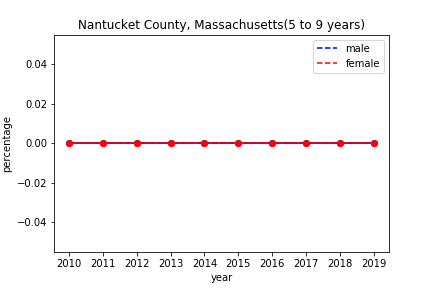 Nantucket County, Massachusetts(5 to 9 years)
male
female
0.04
0.02
0.00
−0.02
−0.04
percentage
2010 2011 2012 2013 2014 2015 2016 2017 2018 2019
year